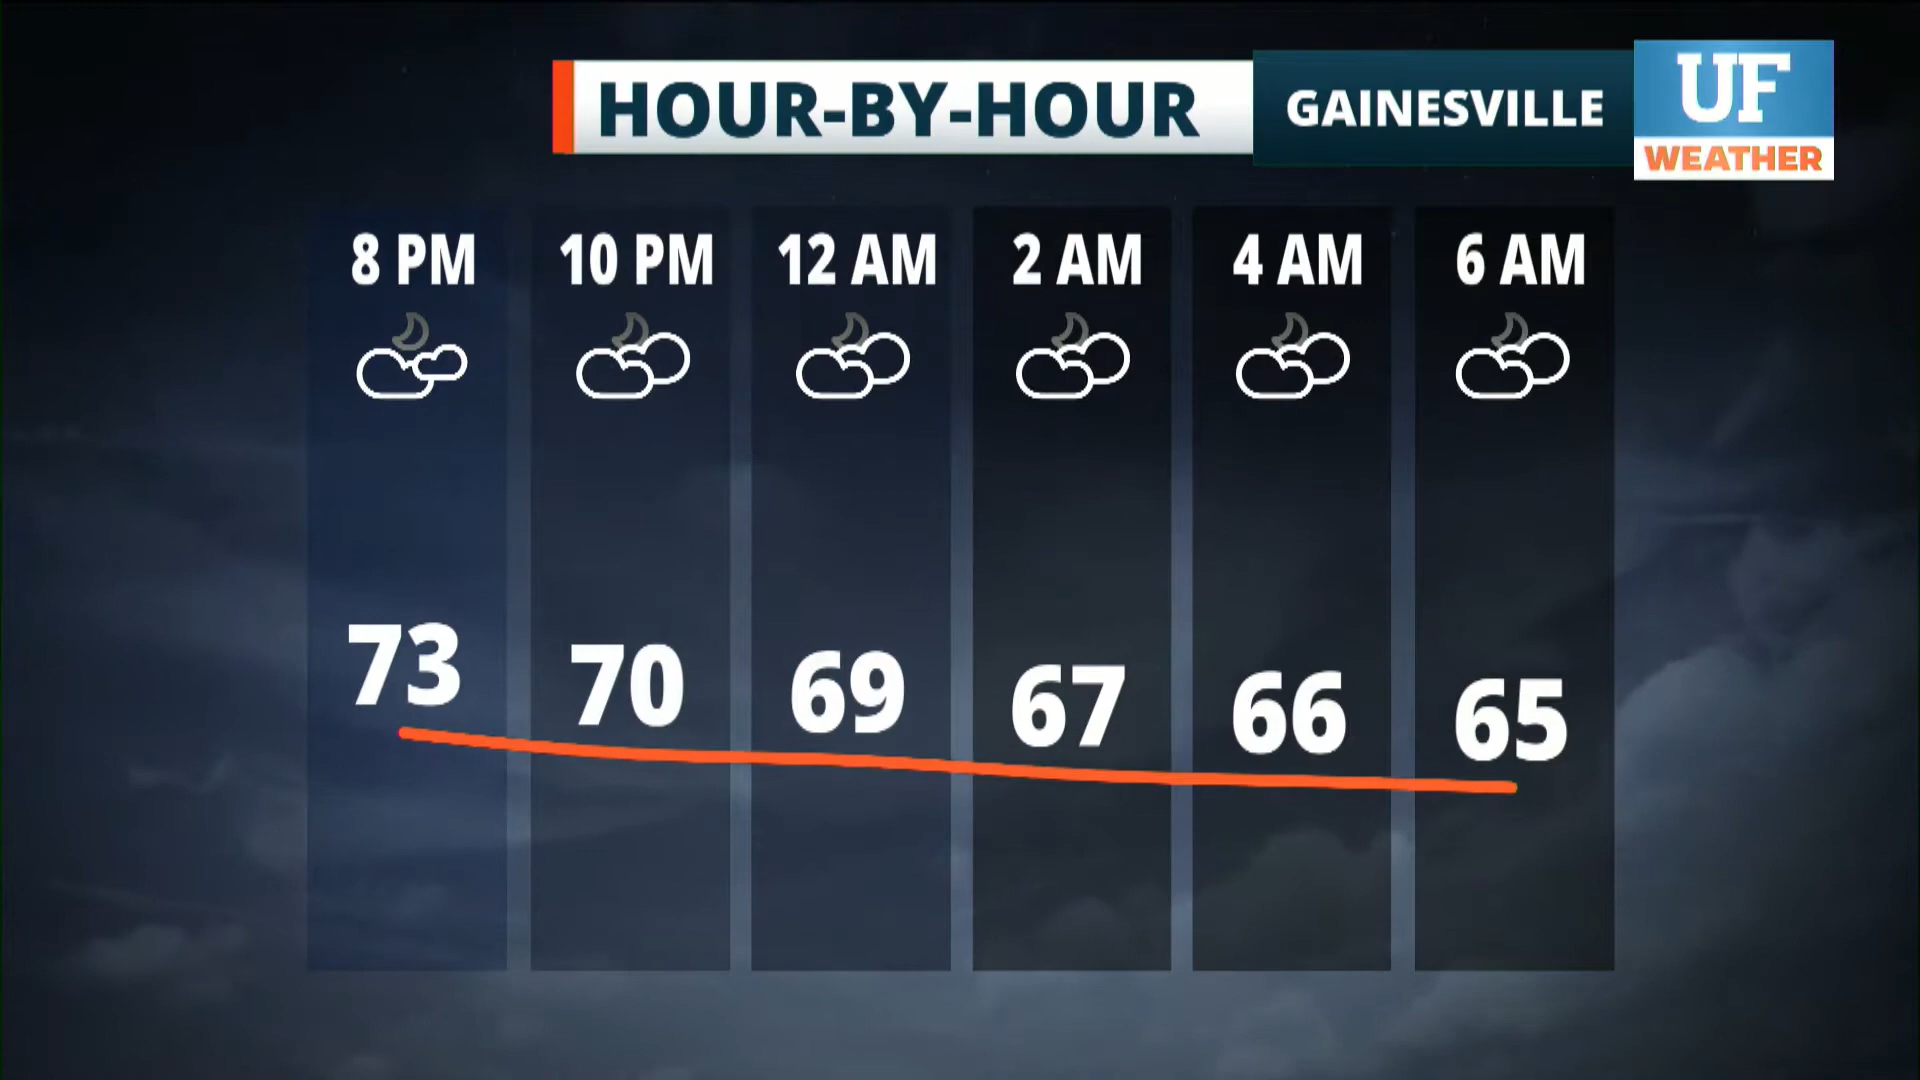 HOUR-BY-HOUR
GAINESVILLE
UF
WEATHER
8 PM
10 PM
12 AM
2 AM
4 AM
6 AM
73
70
69
67
66
65